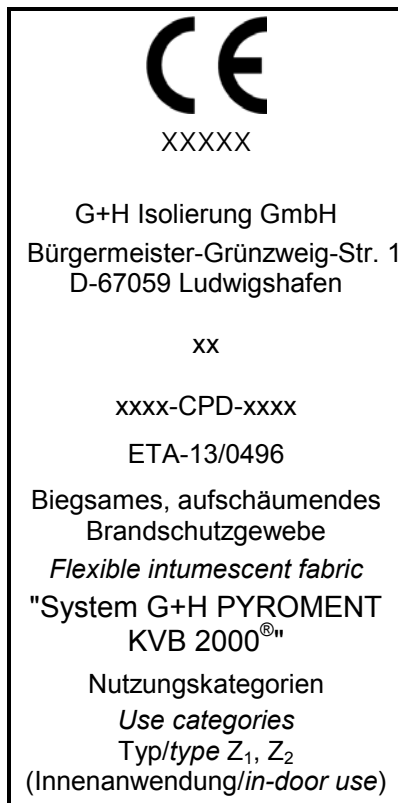 CE
XXXXX
G+H Isolierung GmbH
Bürgermeister-Grünzweig-Str. 1
D-67059 Ludwigshafen
xx
xxxx-CPD-xxxx
ETA-13/0496
Biegsames, aufschäumendes
Brandschutzgewebe
Flexible intumescent fabric
"System G+H PYROMENT
KVB 2000®"
Nutzungskategorien
Use categories
Typ/type Z₁, Z₂
(Innenanwendung/in-door use)